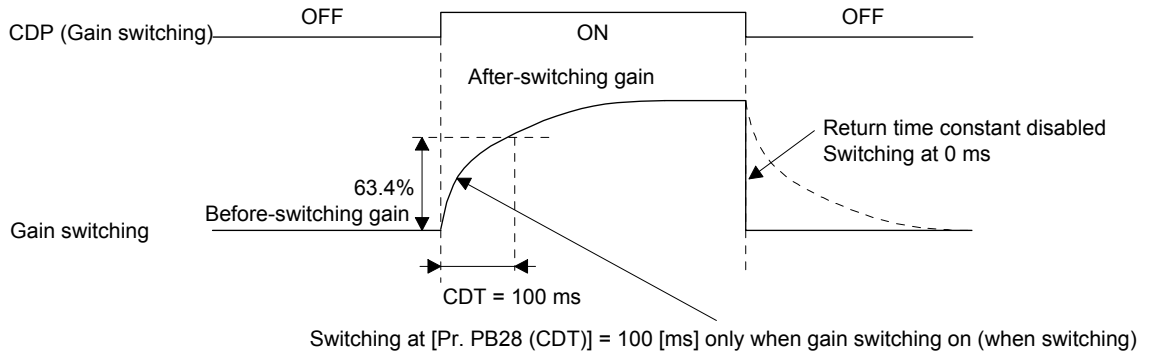 OFF
OFF
CDP (Gain switching)
ON
After-switching gain
Return time constant disabled
Switching at 0 ms
63.4%
Before-switching gain
Gain switching
CDT = 100 ms
Switching at [Pr. PB28 (CDT)] = 100 [ms] only when gain switching on (when switching)